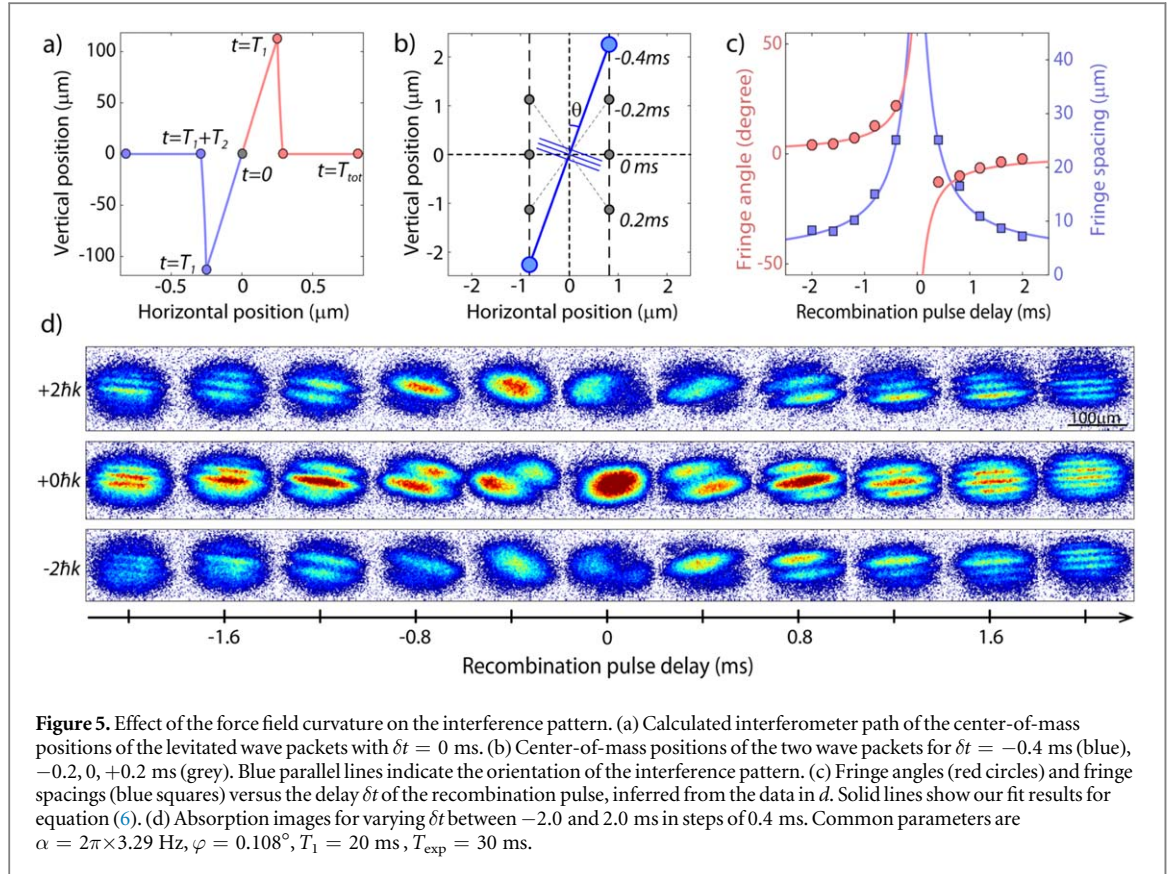 a)
b)
c)
100
50
0
-50
-100
Vertical position (μm)
t=T1
t=T1+T2
t=0
t=Ttot
t=T1
-0.5
0
0.5
Horizontal position (μm)
2
1
0
-1
-2
Vertical position (μm)
θ
-0.4ms
-0.2ms
0 ms
0.2ms
-2
-1
0
1
2
Horizontal position (μm)
50
0
-50
Fringe angle (degree)
40
30
20
10
0
Fringe spacing (μm)
-2
-1
0
1
2
Recombination pulse delay (ms)
d)
+2ħk
100μm
+0ħk
-2ħk
-1.6
-0.8
0
0.8
1.6
Recombination pulse delay (ms)
Figure 5. Effect of the force field curvature on the interference pattern. (a) Calculated interferometer path of the center-of-mass
positions of the levitated wave packets with δt = 0 ms. (b) Center-of-mass positions of the two wave packets for δt = −0.4 ms (blue),
−0.2, 0, +0.2 ms (grey). Blue parallel lines indicate the orientation of the interference pattern. (c) Fringe angles (red circles) and fringe
spacings (blue squares) versus the delay δt of the recombination pulse, inferred from the data in d. Solid lines show our fit results for
equation (6). (d) Absorption images for varying δt between −2.0 and 2.0 ms in steps of 0.4 ms. Common parameters are
α = 2π×3.29 Hz, φ = 0.108°, T1 = 20 ms , Texp = 30 ms.